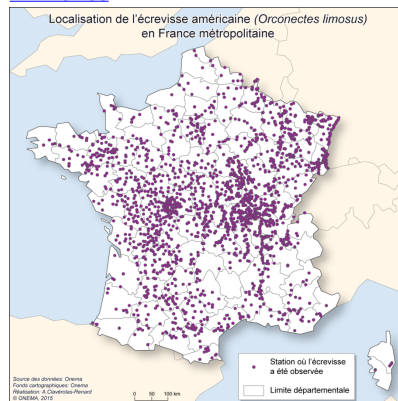 Localisation de l'écrevisse américaine (Orconectes limosus)
en France métropolitaine
Station où l'écrevisse
a été observée
Limite départementale
Source des données: Onema
Fonds cartographiques: Onema
Réalisation: A.Clavérolas-Renard
© ONEMA, 2015
0 50 100 km